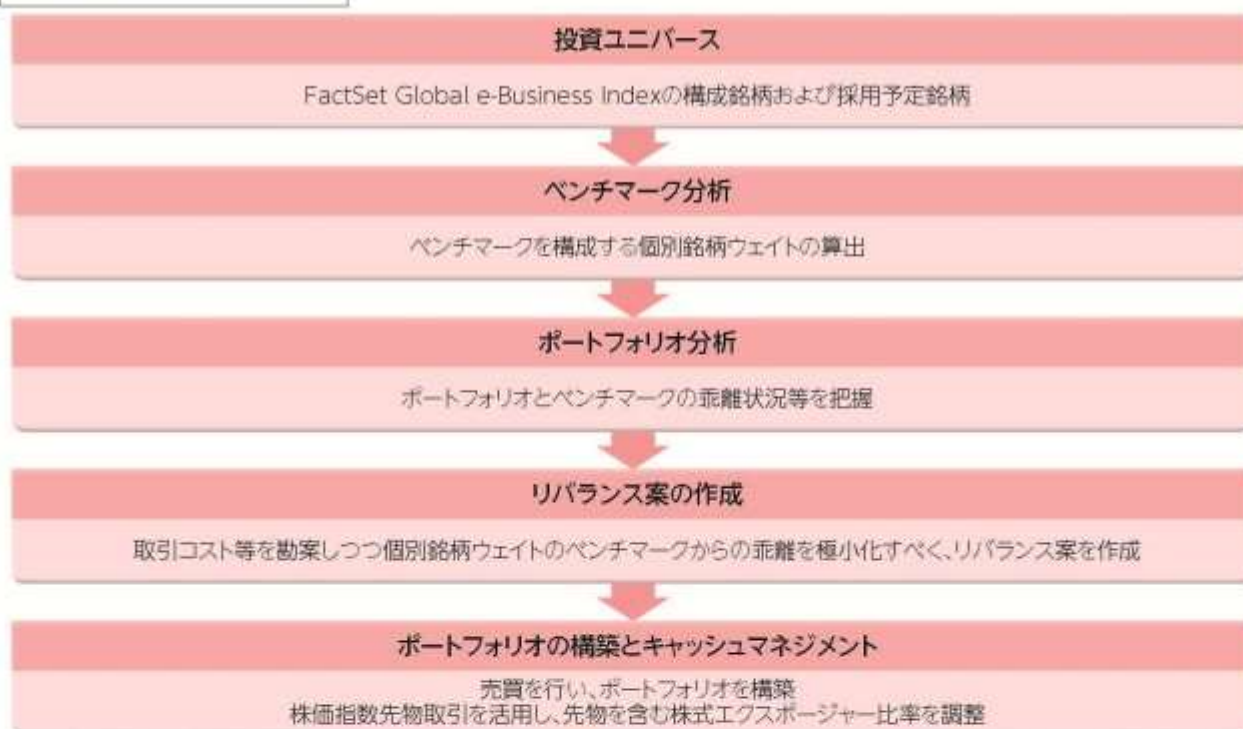 投資ユニバース
FactSet Global e-Business Indexの構成銘柄および採用予定銘柄
ベンチマーク分析
ベンチマークを構成する個別銘柄ウェイトの算出
ポートフォリオ分析
ポートフォリオとベンチマークの乖離状況等を把握
リバランス案の作成
取引コスト等を勘案しつつ個別銘柄ウェイトのベンチマークからの乖離を極小化すべく、リバランス案を作成
ポートフォリオの構築とキャッシュマネジメント
売買を行い、ポートフォリオを構築
株価指数先物取引を活用し、先物を含む株式エクスポージャー比率を調整